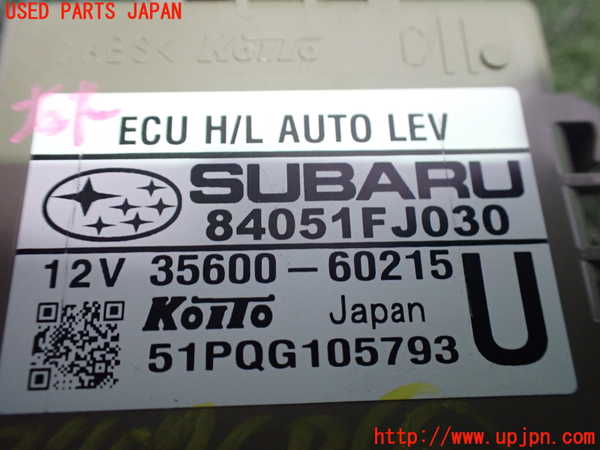 USED PARTS JAPAN
>ABS<
KOITO
ECU H/L AUTO LEV
SUBARU
84051FJ030
12V 35600-60215
U
KOITO Japan
51PQG105793
http://www.upjpn.com